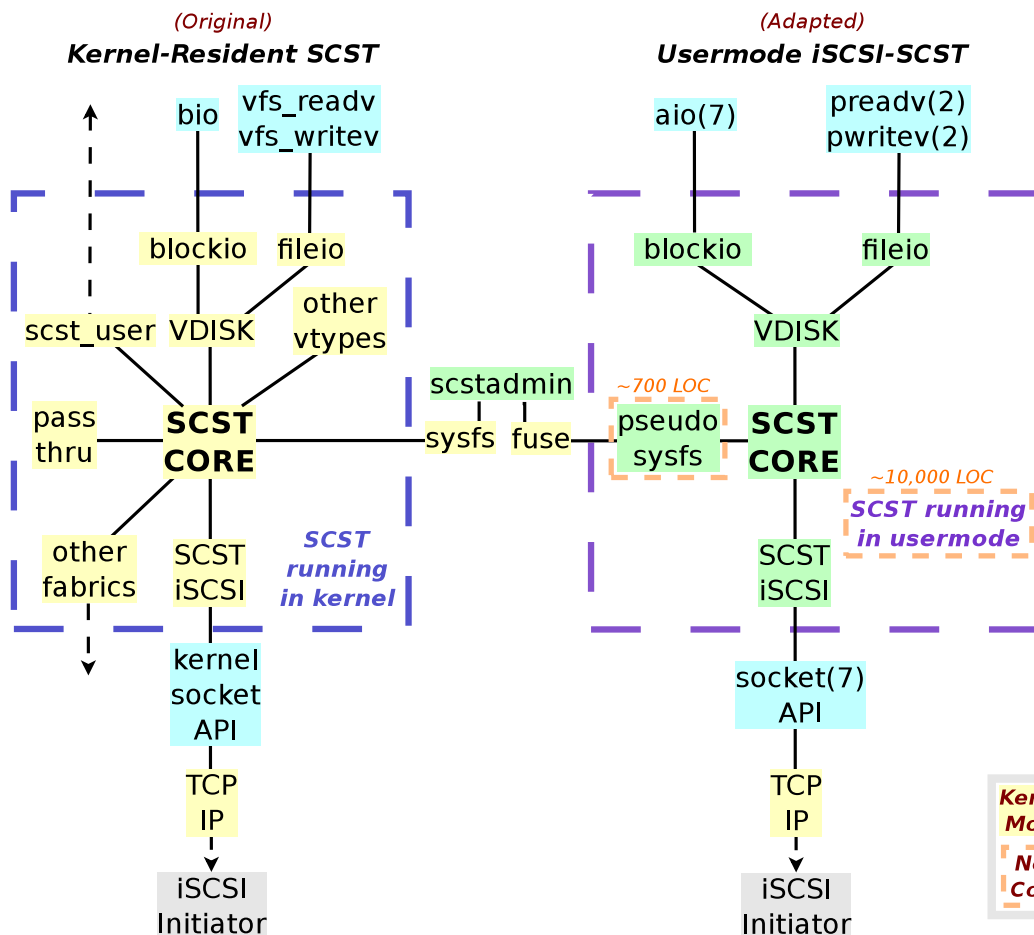 (Original)
Kernel-Resident SCST
bio
vfs_readv
vfs_writev
blockio
fileio
scst_user
VDISK
other
vtypes
pass
thru
SCST
CORE
other
fabrics
SCST
iSCSI
SCST
running
in kernel
kernel
socket
API
TCP
IP
iSCSI
Initiator
scstadmin
sysfs
fuse
(Adapted)
Usermode iSCSI-SCST
aio(7)
preadv(2)
pwritev(2)
blockio
fileio
VDISK
~700 LOC
pseudo
sysfs
SCST
CORE
~10,000 LOC
SCST running
in usermode
SCST
iSCSI
socket(7)
API
TCP
IP
iSCSI
Initiator